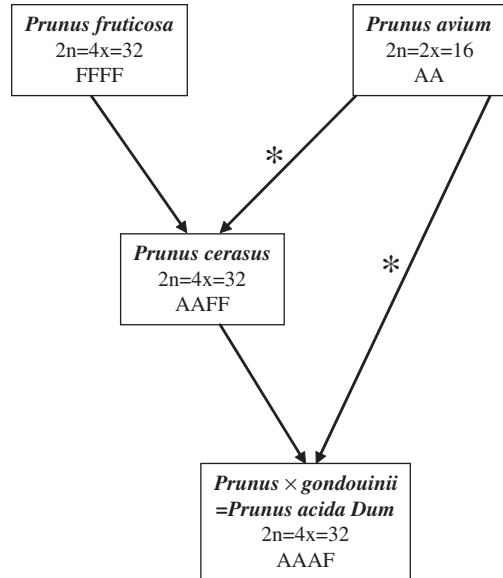 Prunus fruticosa
2n=4x=32
FFFF
Prunus avium
2n=2x=16
AA
*
Prunus cerasus
2n=4x=32
AAFF
*
Prunus × gondouinii
=Prunus acida Dum
2n=4x=32
AAAF